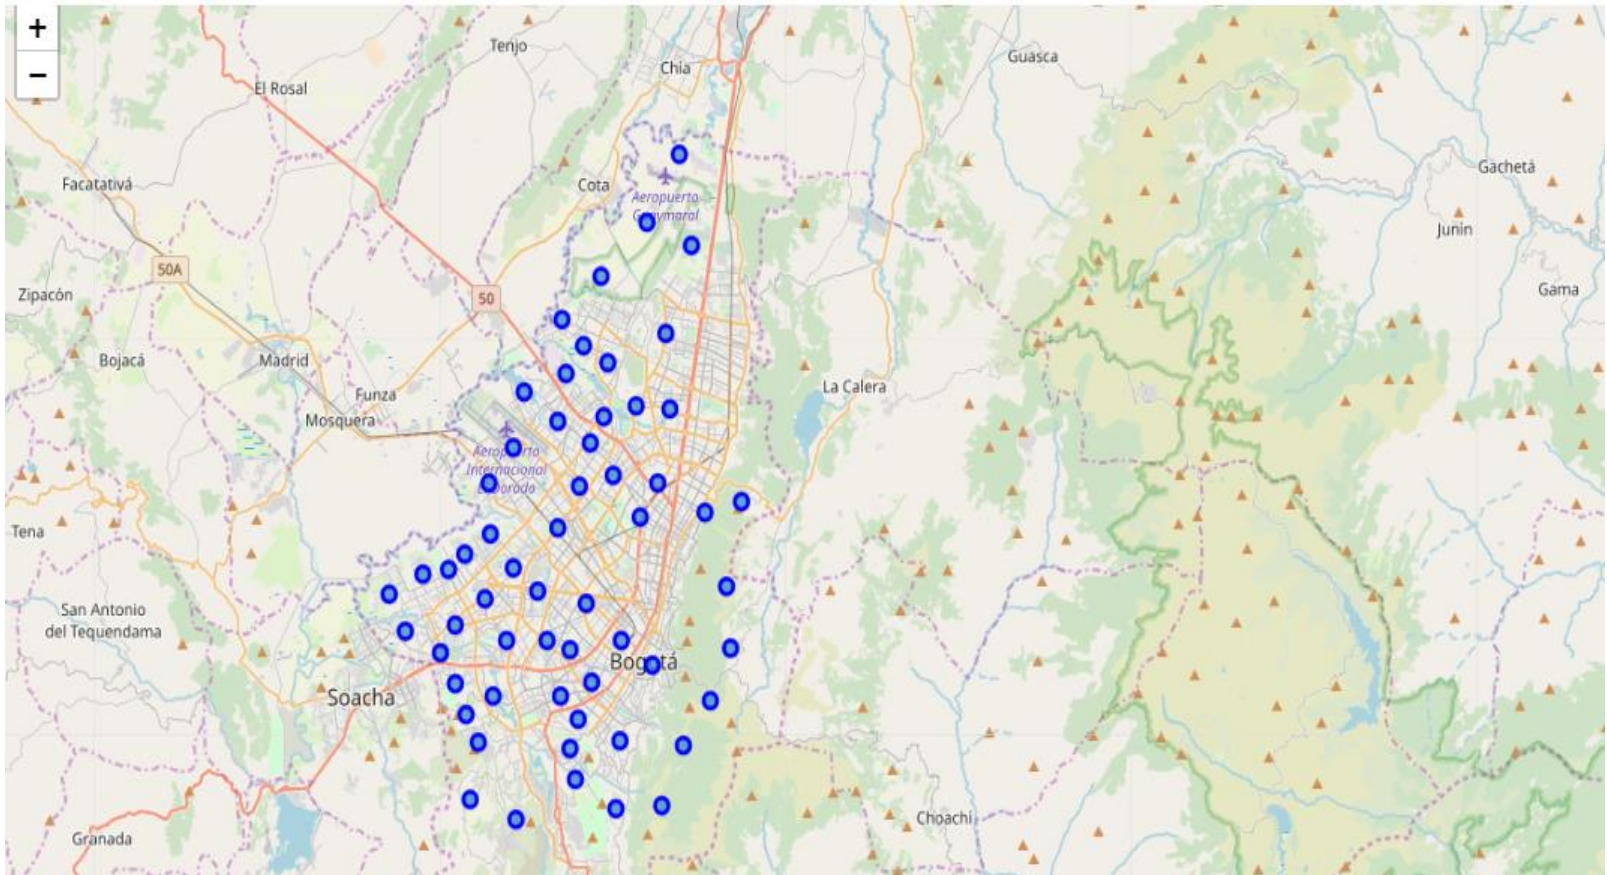 +
−
Tenjo
Chía
Guasca
El Rosal
Gachetá
Facatativá
Cota
Aeropuerto
Guaymaral
Junín
50A
Zipacón
50
Gama
Bojacá
Madrid
La Calera
Funza
Mosquera
Aeropuerto
Internacional
El Dorado
Tena
San Antonio
del Tequendama
Bogotá
Soacha
Choachí
Granada